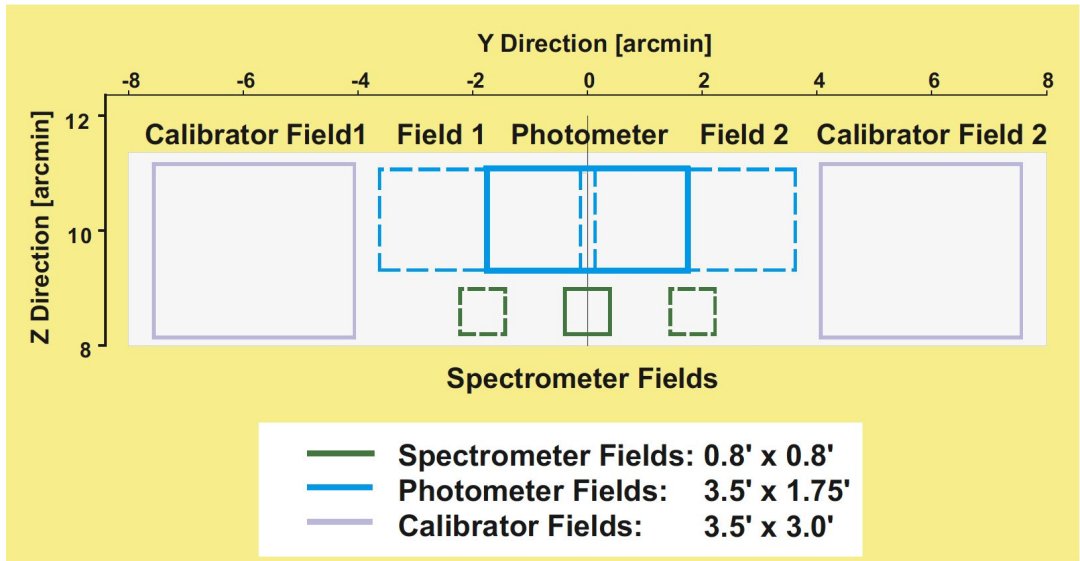 Y Direction [arcmin]
-8 -6 -4 -2 0 2 4 6 8
Z Direction [arcmin]
12
10
8
Calibrator Field1 Field 1 Photometer Field 2 Calibrator Field 2
Spectrometer Fields
Spectrometer Fields: 0.8' x 0.8'
Photometer Fields: 3.5' x 1.75'
Calibrator Fields: 3.5' x 3.0'